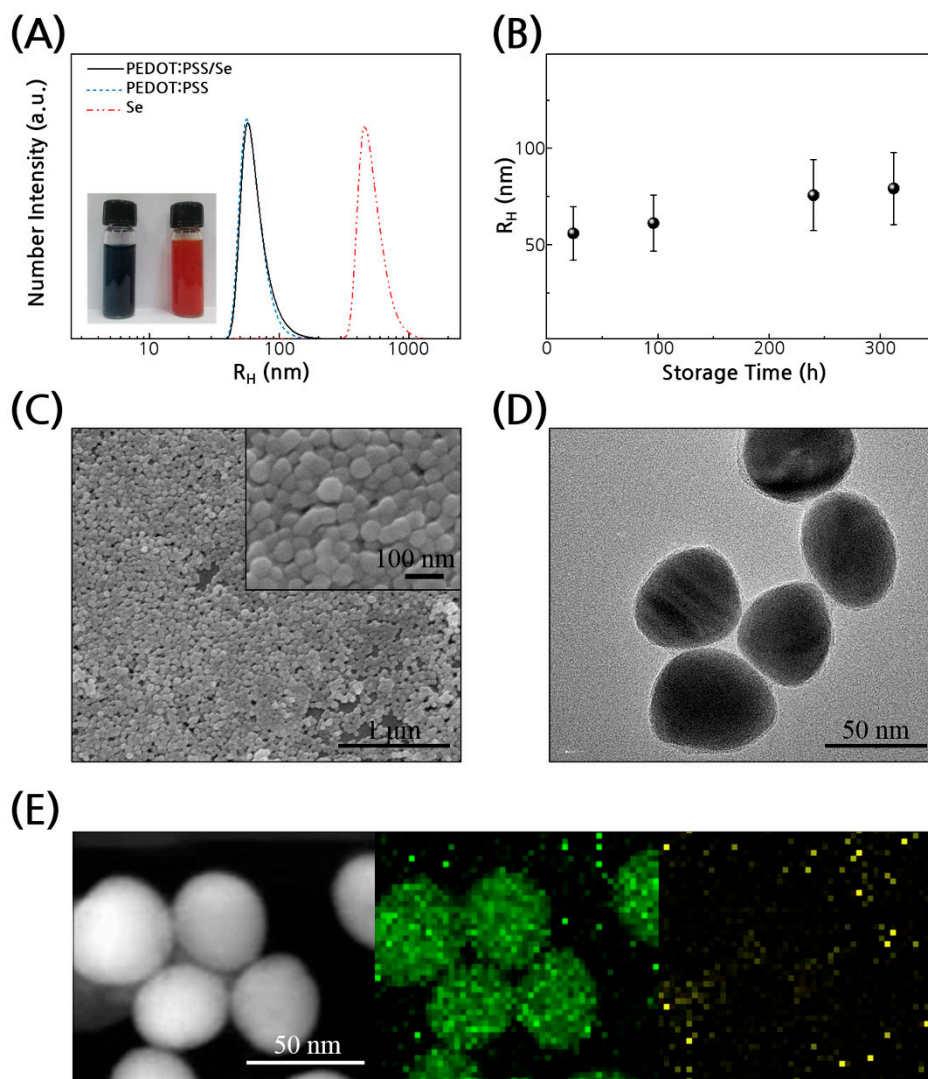 (A)
Number Intensity (a.u.)
PEDOT:PSS/Se
PEDOT:PSS
Se
10
100
1000
R_H (nm)
(B)
R_H (nm)
100
50
0
100
200
300
Storage Time (h)
(C)
100 nm
1 μm
(D)
50 nm
(E)
50 nm